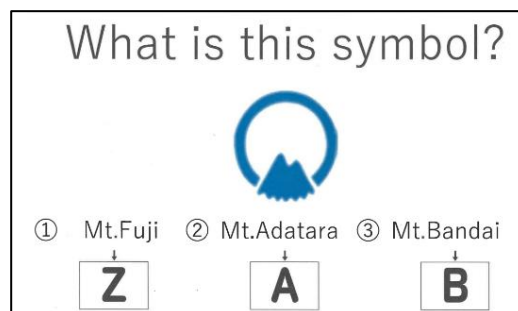 What is this symbol?
① Mt.Fuji ② Mt.Adatara ③ Mt.Bandai
Z A B